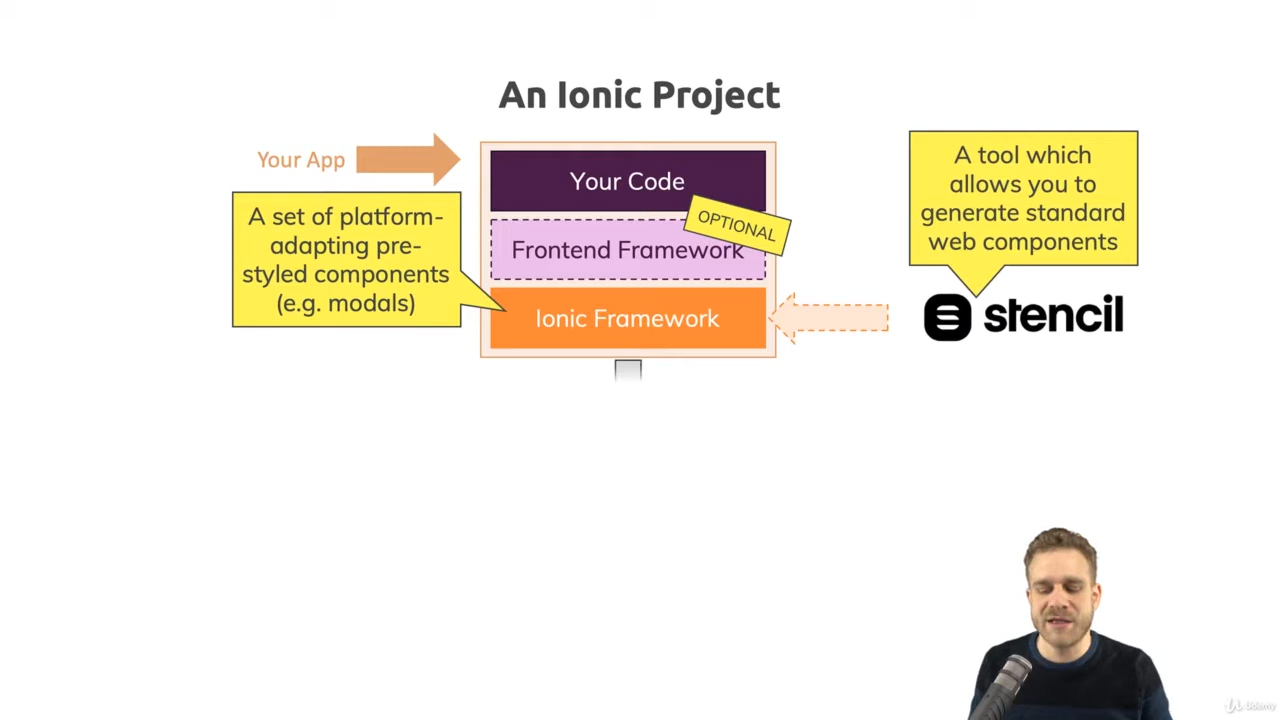 An Ionic Project
Your App
Your Code
OPTIONAL
Frontend Framework
Ionic Framework
A set of platform-
adapting pre-
styled components
(e.g. modals)
A tool which
allows you to
generate standard
web components
stencil
Udemy